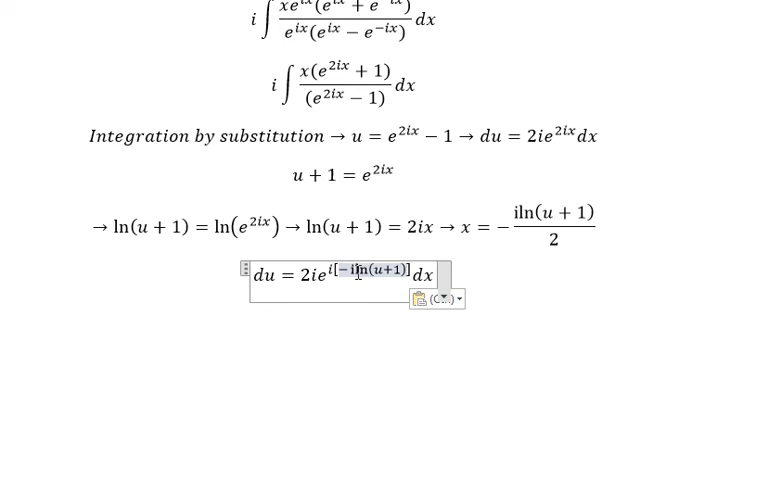 i ∫ xe^{ix}(e^{ix} + e^{-ix}) / e^{ix}(e^{ix} − e^{-ix}) dx
i ∫ x(e^{2ix} + 1) / (e^{2ix} − 1) dx
Integration by substitution → u = e^{2ix} − 1 → du = 2ie^{2ix}dx
u + 1 = e^{2ix}
→ ln(u + 1) = ln(e^{2ix}) → ln(u + 1) = 2ix → x = − iln(u + 1) / 2
du = 2ie^{i[−iln(u+1)]}dx